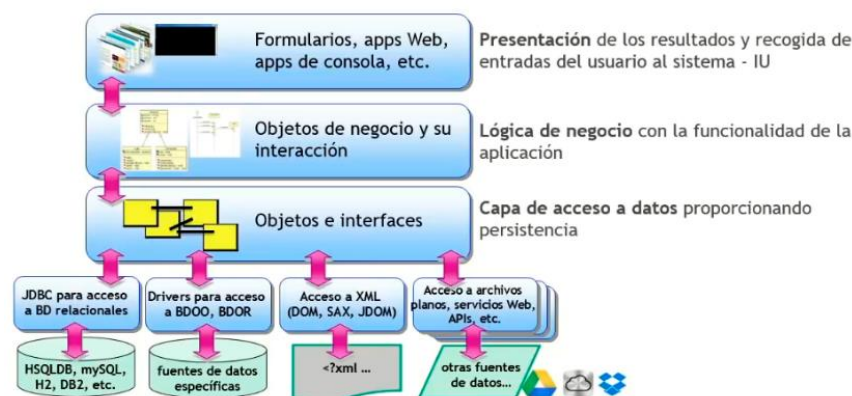 Formularios, apps Web,
apps de consola, etc.
Presentación de los resultados y recogida de
entradas del usuario al sistema - IU
Objetos de negocio y su
interacción
Lógica de negocio con la funcionalidad de la
aplicación
Objetos e interfaces
Capa de acceso a datos proporcionando
persistencia
JDBC para acceso
a BD relacionales
Drivers para acceso
a BDOO, BDOR
Acceso a XML
(DOM, SAX, JDOM)
Acceso a archivos
planos, servicios Web,
APIs, etc.
HSQLDB, mySQL,
H2, DB2, etc.
fuentes de datos
específicas
<?xml ...
otras fuentes
de datos...